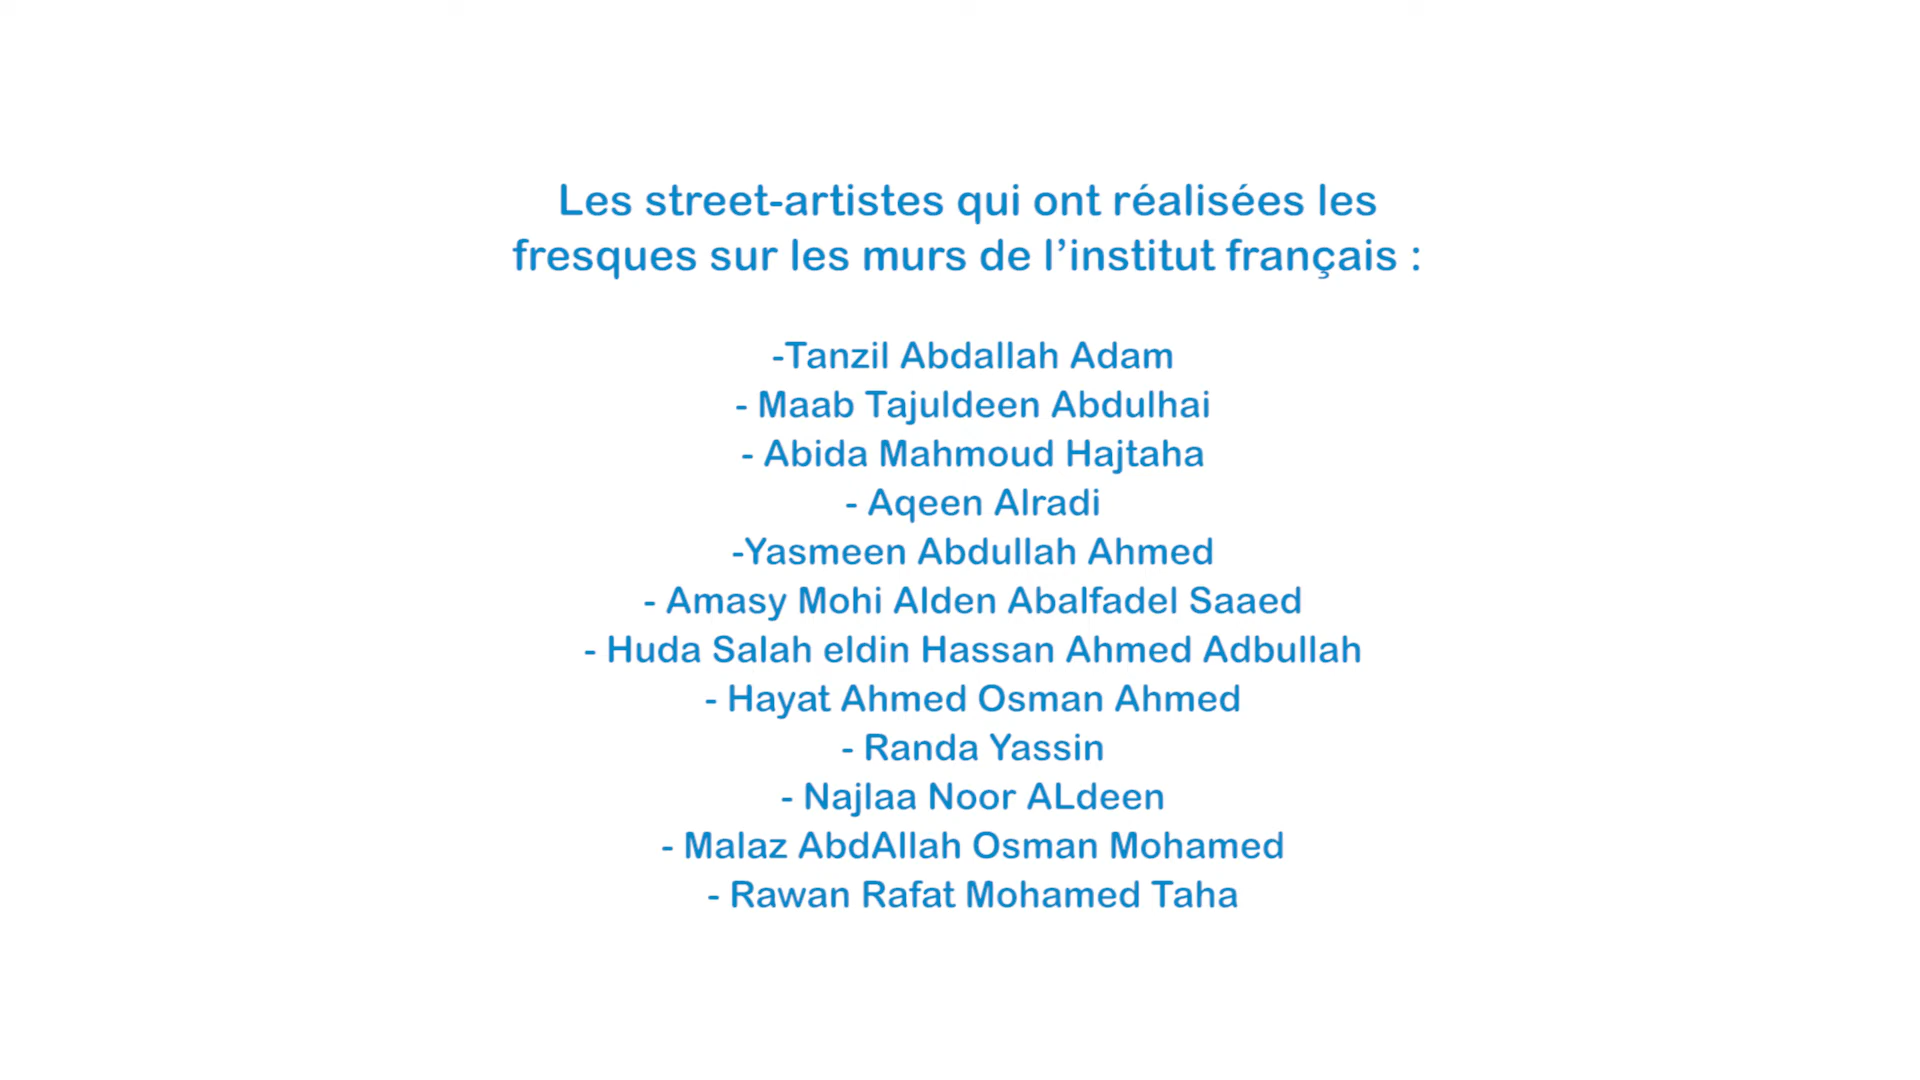 Les street-artistes qui ont réalisées les
fresques sur les murs de l’institut français :
-Tanzil Abdallah Adam
- Maab Tajuldeen Abdulhai
- Abida Mahmoud Hajtaha
- Aqeen Alradi
-Yasmeen Abdullah Ahmed
- Amasy Mohi Alden Abalfadel Saaed
- Huda Salah eldin Hassan Ahmed Adbullah
- Hayat Ahmed Osman Ahmed
- Randa Yassin
- Najlaa Noor ALdeen
- Malaz AbdAllah Osman Mohamed
- Rawan Rafat Mohamed Taha